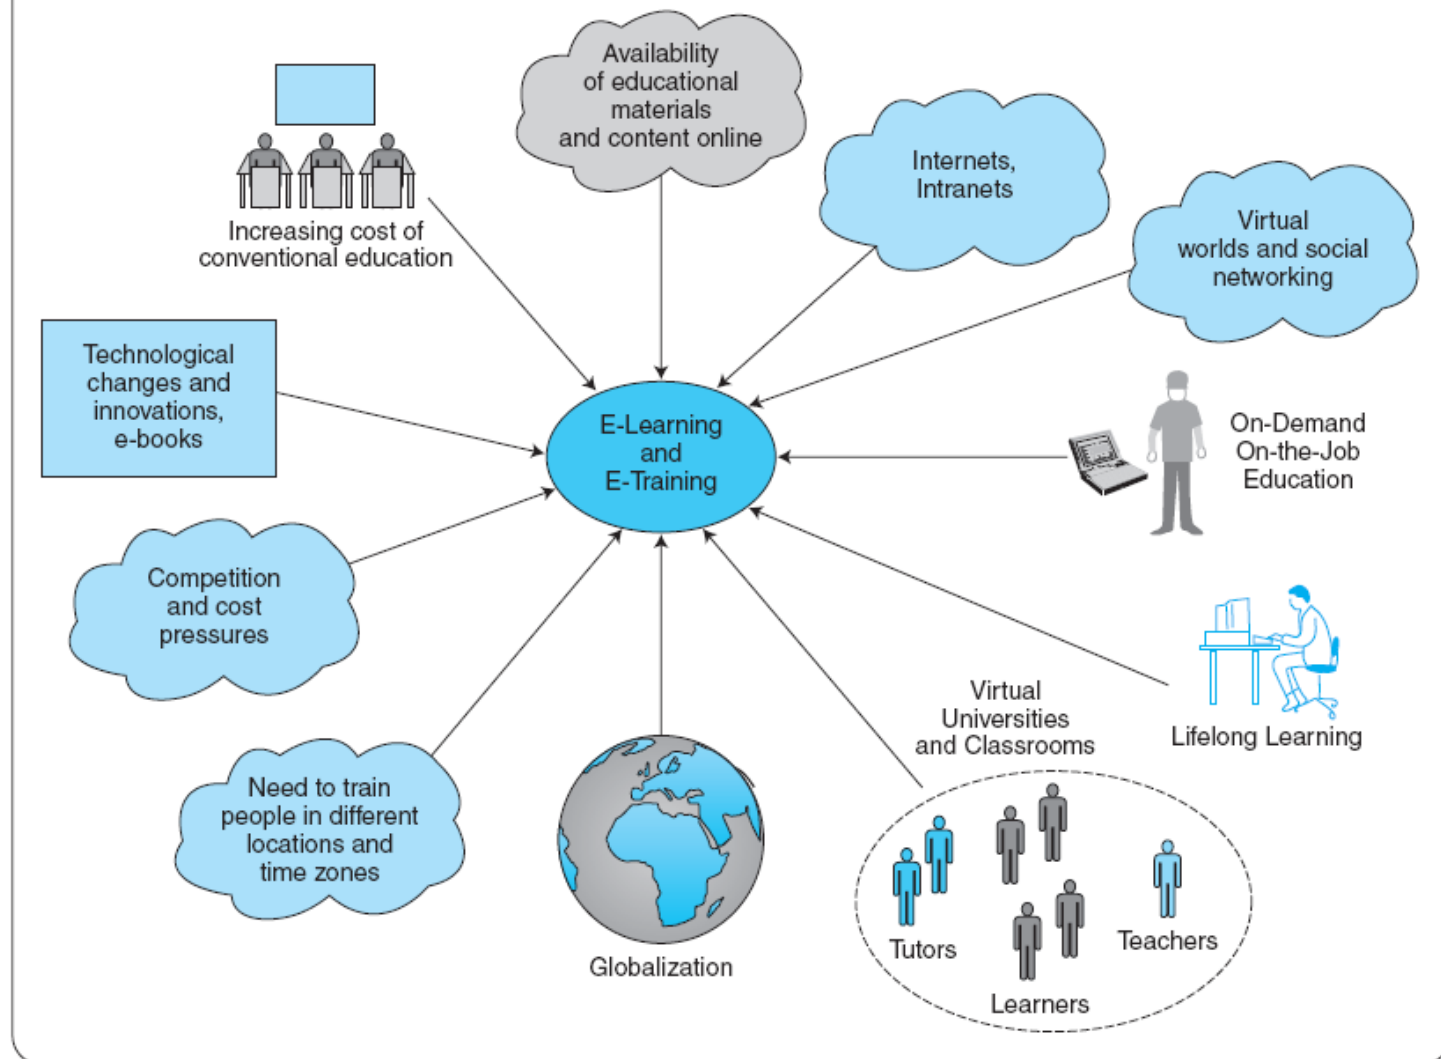 Availability
of educational
materials
and content online
Internets,
Intranets
Virtual
worlds and social
networking
Increasing cost of
conventional education
Technological
changes and
innovations,
e-books
E-Learning
and
E-Training
On-Demand
On-the-Job
Education
Competition
and cost
pressures
Lifelong Learning
Virtual
Universities
and Classrooms
Need to train
people in different
locations and
time zones
Globalization
Tutors
Teachers
Learners